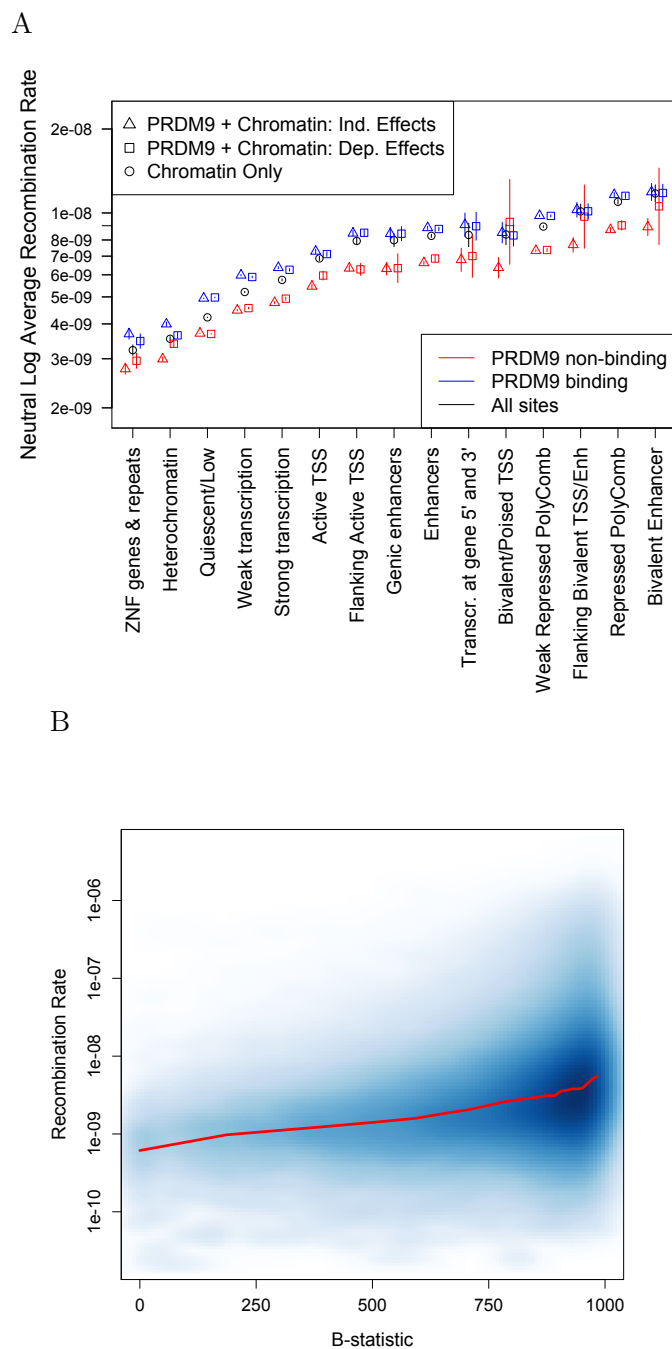 A
Neutral Log Average Recombination Rate
2e-08
1e-08
8e-09
7e-09
6e-09
5e-09
4e-09
3e-09
2e-09
PRDM9 + Chromatin: Ind. Effects
PRDM9 + Chromatin: Dep. Effects
Chromatin Only
PRDM9 non-binding
PRDM9 binding
All sites
ZNF genes & repeats
Heterochromatin
Quiescent/Low
Weak transcription
Strong transcription
Active TSS
Flanking Active TSS
Genic enhancers
Enhancers
Transcr. at gene 5' and 3'
Bivalent/Poised TSS
Weak Repressed PolyComb
Flanking Bivalent TSS/Enh
Repressed PolyComb
Bivalent Enhancer
B
Recombination Rate
1e-06
1e-07
1e-08
1e-09
1e-10
0
250
500
750
1000
B-statistic